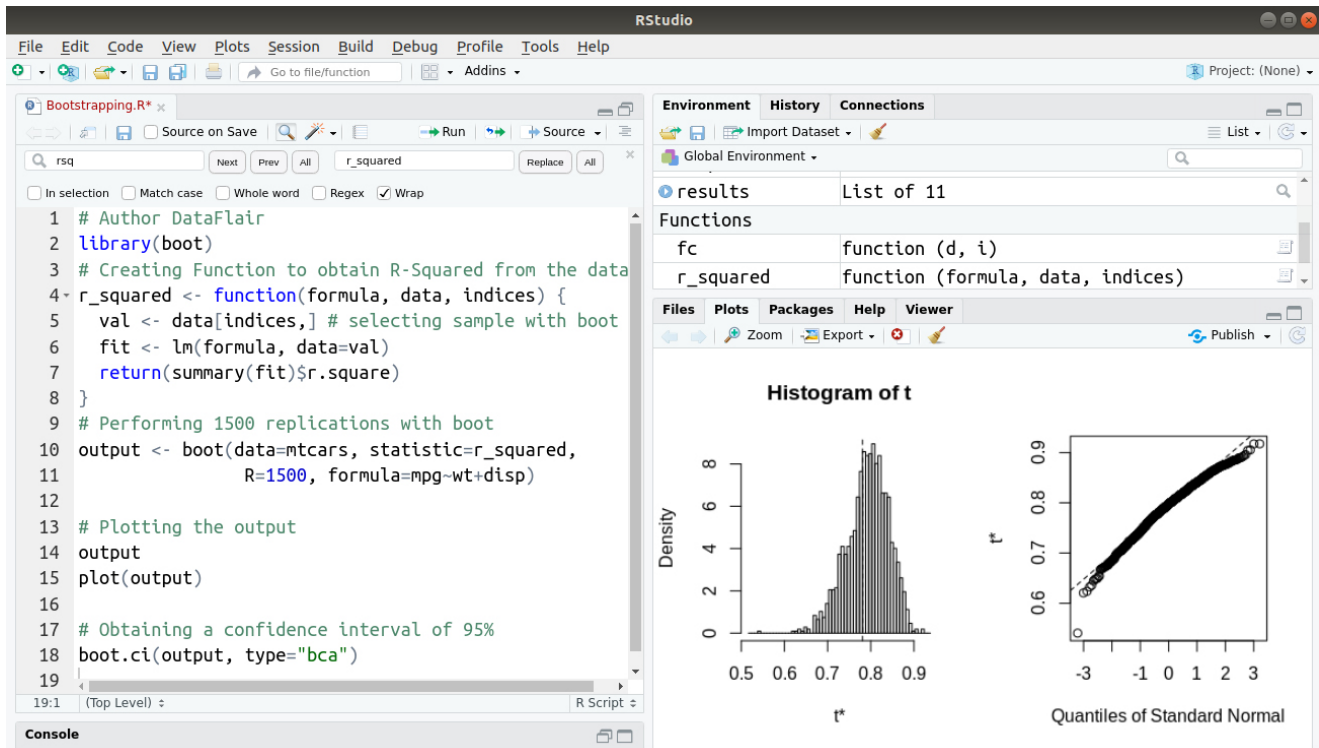 RStudio
File Edit Code View Plots Session Build Debug Profile Tools Help
Go to file/function Addins Project: (None)
Bootstrapping.R*
Source on Save Run Source
rsq Next Prev All r_squared Replace All
In selection Match case Whole word Regex Wrap
1 # Author DataFlair
2 library(boot)
3 # Creating Function to obtain R-Squared from the data
4 r_squared <- function(formula, data, indices) {
5 val <- data[indices,] # selecting sample with boot
6 fit <- lm(formula, data=val)
7 return(summary(fit)$r.square)
8 }
9 # Performing 1500 replications with boot
10 output <- boot(data=mtcars, statistic=r_squared,
11 R=1500, formula=mpg~wt+disp)
12
13 # Plotting the output
14 output
15 plot(output)
16
17 # Obtaining a confidence interval of 95%
18 boot.ci(output, type="bca")
19
19:1 (Top Level) R Script
Console
Environment History Connections
Import Dataset List
Global Environment
results List of 11
Functions
fc function (d, i)
r_squared function (formula, data, indices)
Files Plots Packages Help Viewer
Zoom Export Publish
Histogram of t
Density
0 2 4 6 8
0.5 0.6 0.7 0.8 0.9
t*
t*
0.6 0.7 0.8 0.9
-3 -1 0 1 2 3
Quantiles of Standard Normal